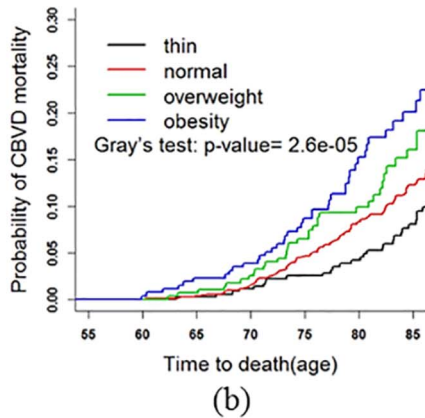 0.30
0.25
0.20
0.15
0.10
0.05
0.00
Probability of CBVD mortality
thin
normal
overweight
obesity
Gray's test: p-value= 2.6e-05
55 60 65 70 75 80 85
Time to death(age)
(b)